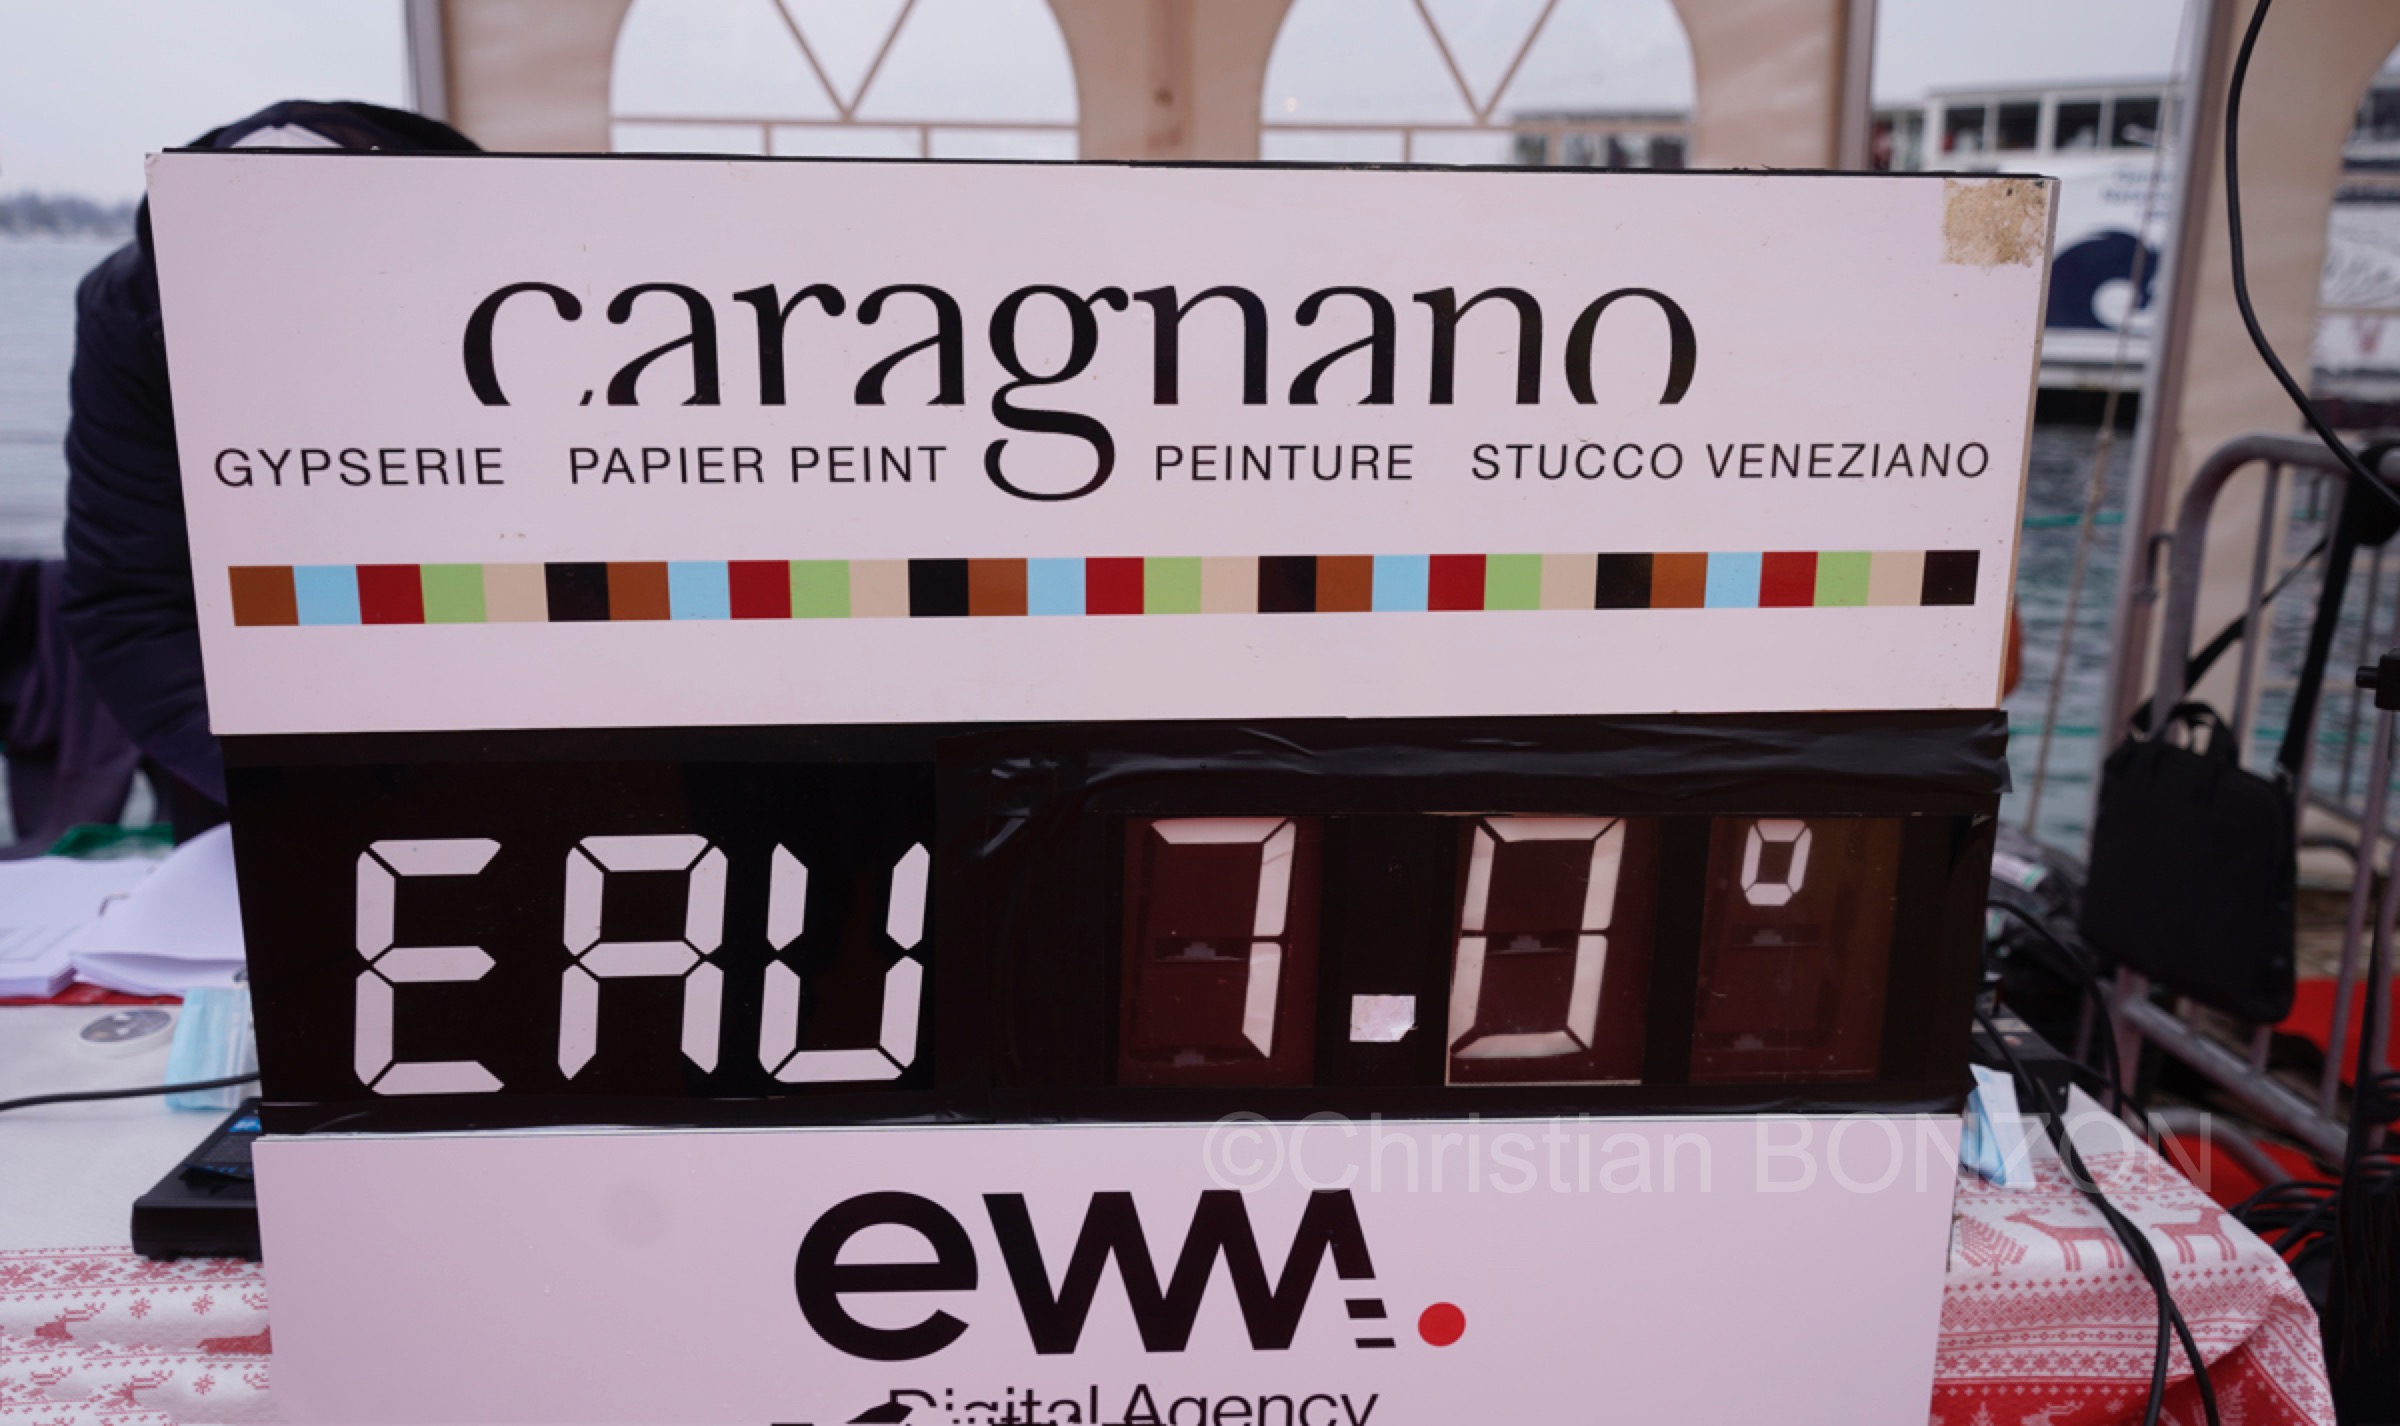 caragnano
GYPSERIE PAPIER PEINT PEINTURE STUCCO VENEZIANO
EAU 7.0°
©Christian BONZON
ewm.
Digital Agency